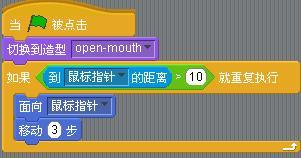 当 被点击
切换到造型 open-mouth
如果 到 鼠标指针 的距离 > 10 就重复执行
面向 鼠标指针
移动 3 步